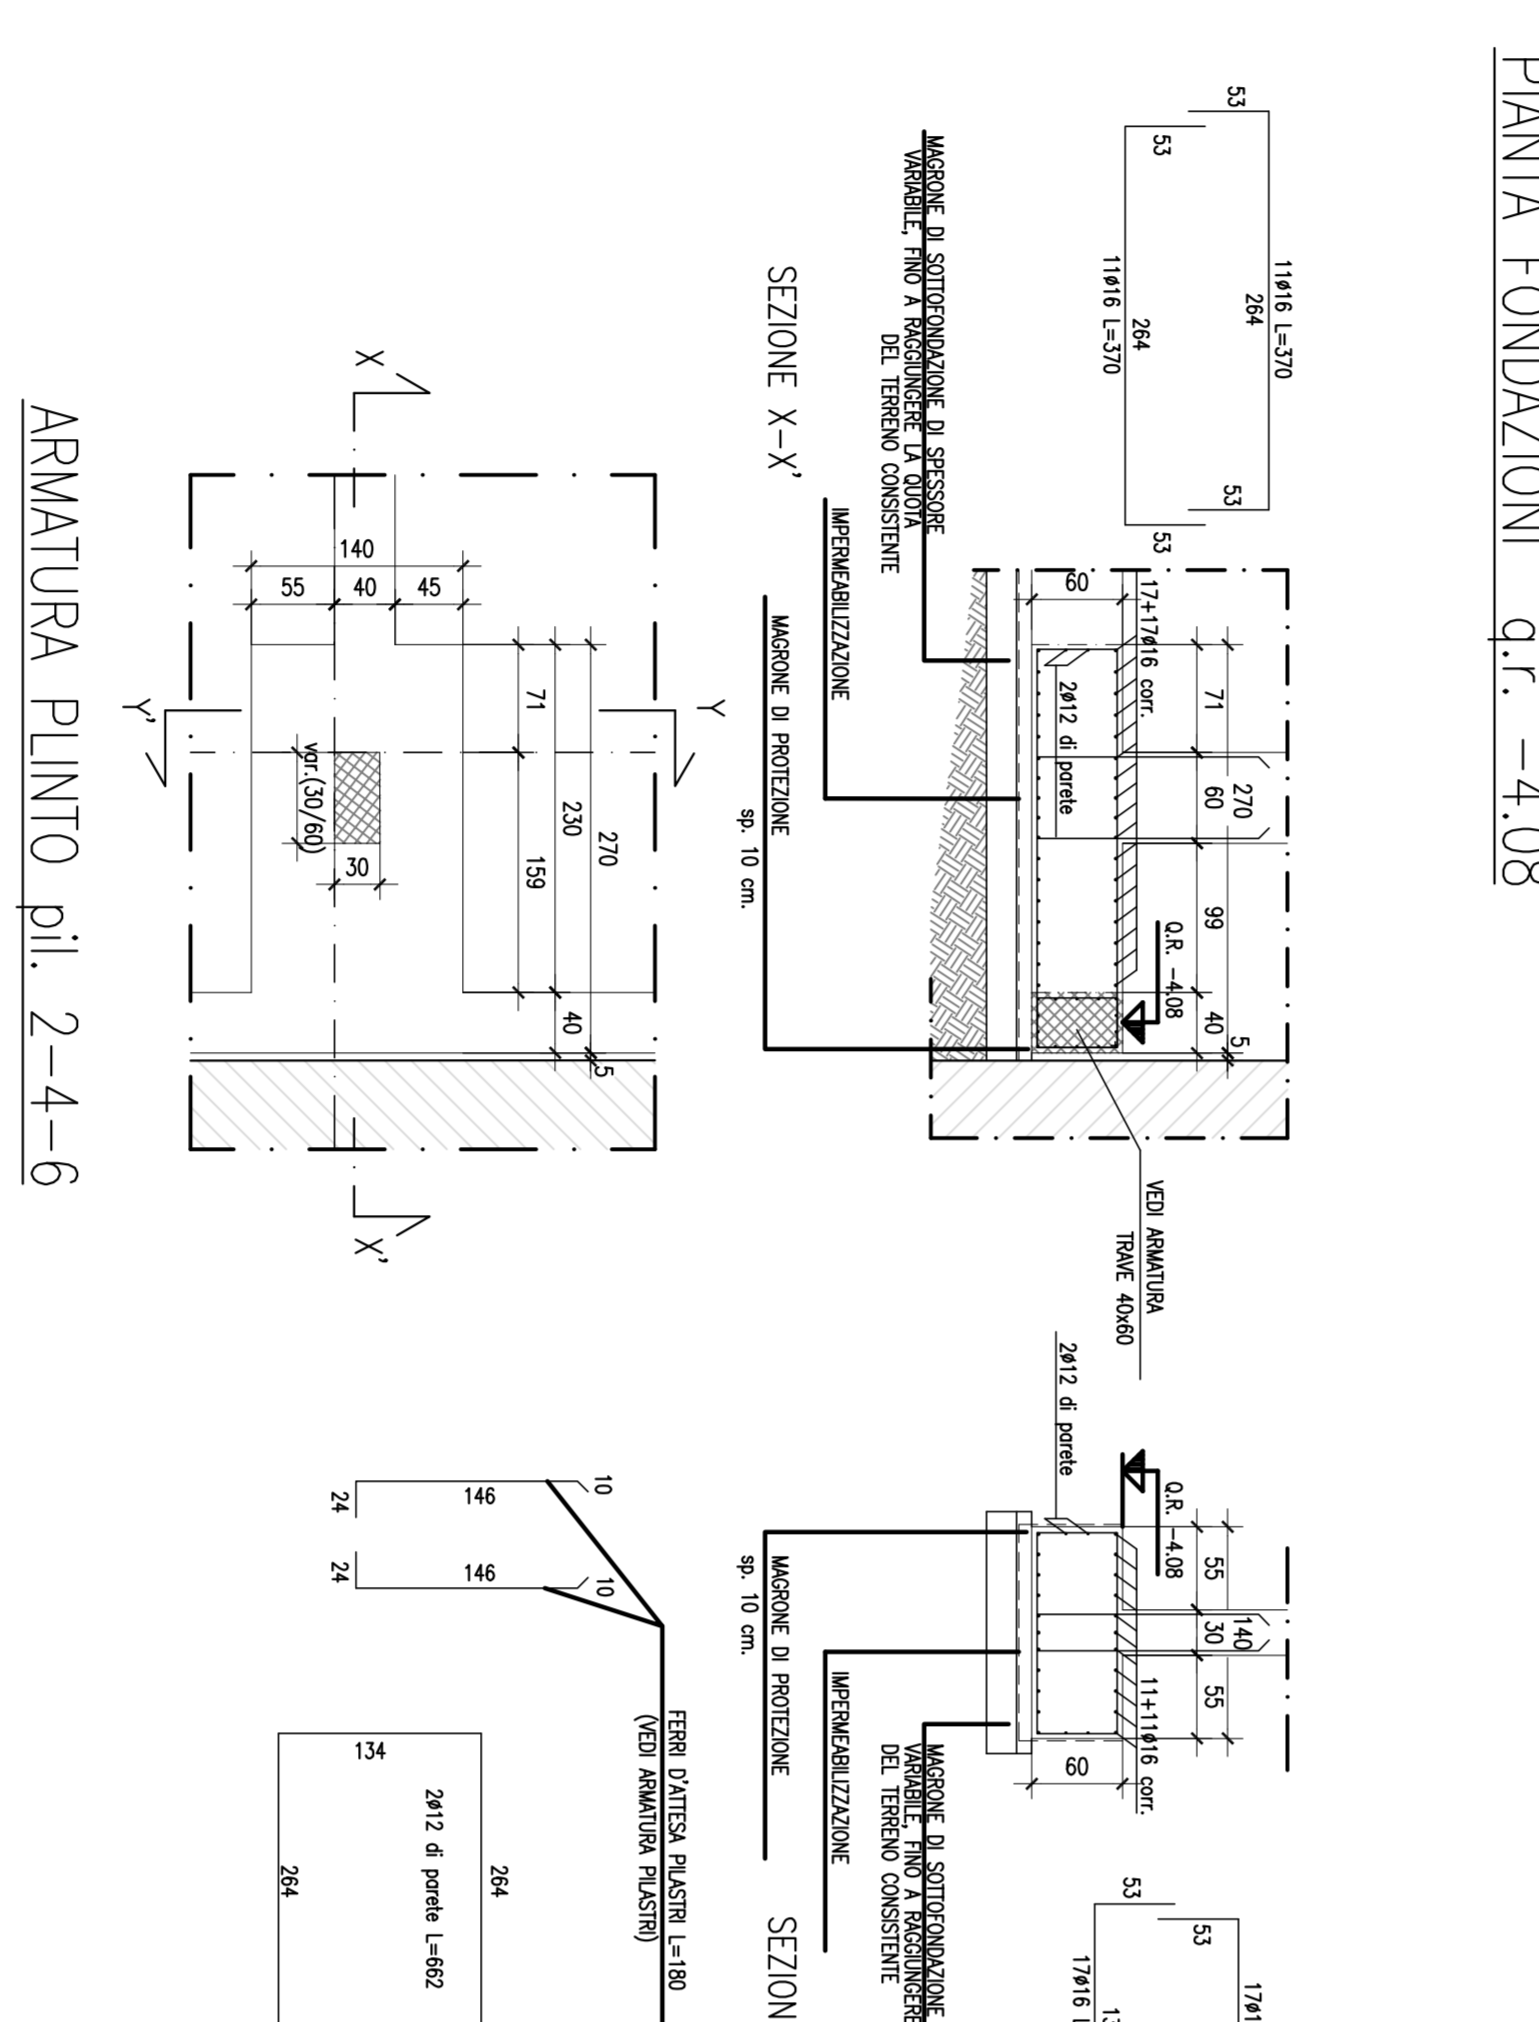 PIANTA FONDAZIONI q.r. -4.08
53
11ø16 L=370
264
53
53
264
11ø16 L=370
53
60
17+17ø16 corr.
71
270
60
99
Q.R. -4.08
40
5
2ø12 di parete
VEDI ARMATURA
TRAVE 40x60
MAGRONE DI SOTTOFONDAZIONE DI SPESSORE
VARIABILE, FINO A RAGGIUNGERE LA QUOTA
DEL TERRENO CONSISTENTE
IMPERMEABILIZZAZIONE
MAGRONE DI PROTEZIONE
sp. 10 cm.
SEZIONE X-X'
2ø12 di parete
Q.R. -4.08
55
140
30
55
11+11ø16 corr.
60
MAGRONE DI SOTTOFONDAZIONE
VARIABILE, FINO A RAGGIUNGERE
DEL TERRENO CONSISTENTE
IMPERMEABILIZZAZIONE
MAGRONE DI PROTEZIONE
sp. 10 cm.
SEZION
53
53
17ø1
17ø16 L
13
X
140
55
40
45
Y
Y'
71
159
230
270
40
5
var.(30/60)
30
X'
10
146
24
10
146
24
FERRI D'ATTESA PILASTRI L=180
(VEDI ARMATURA PILASTRI)
134
264
2ø12 di parete L=662
264
ARMATURA PLINTO pil. 2-4-6